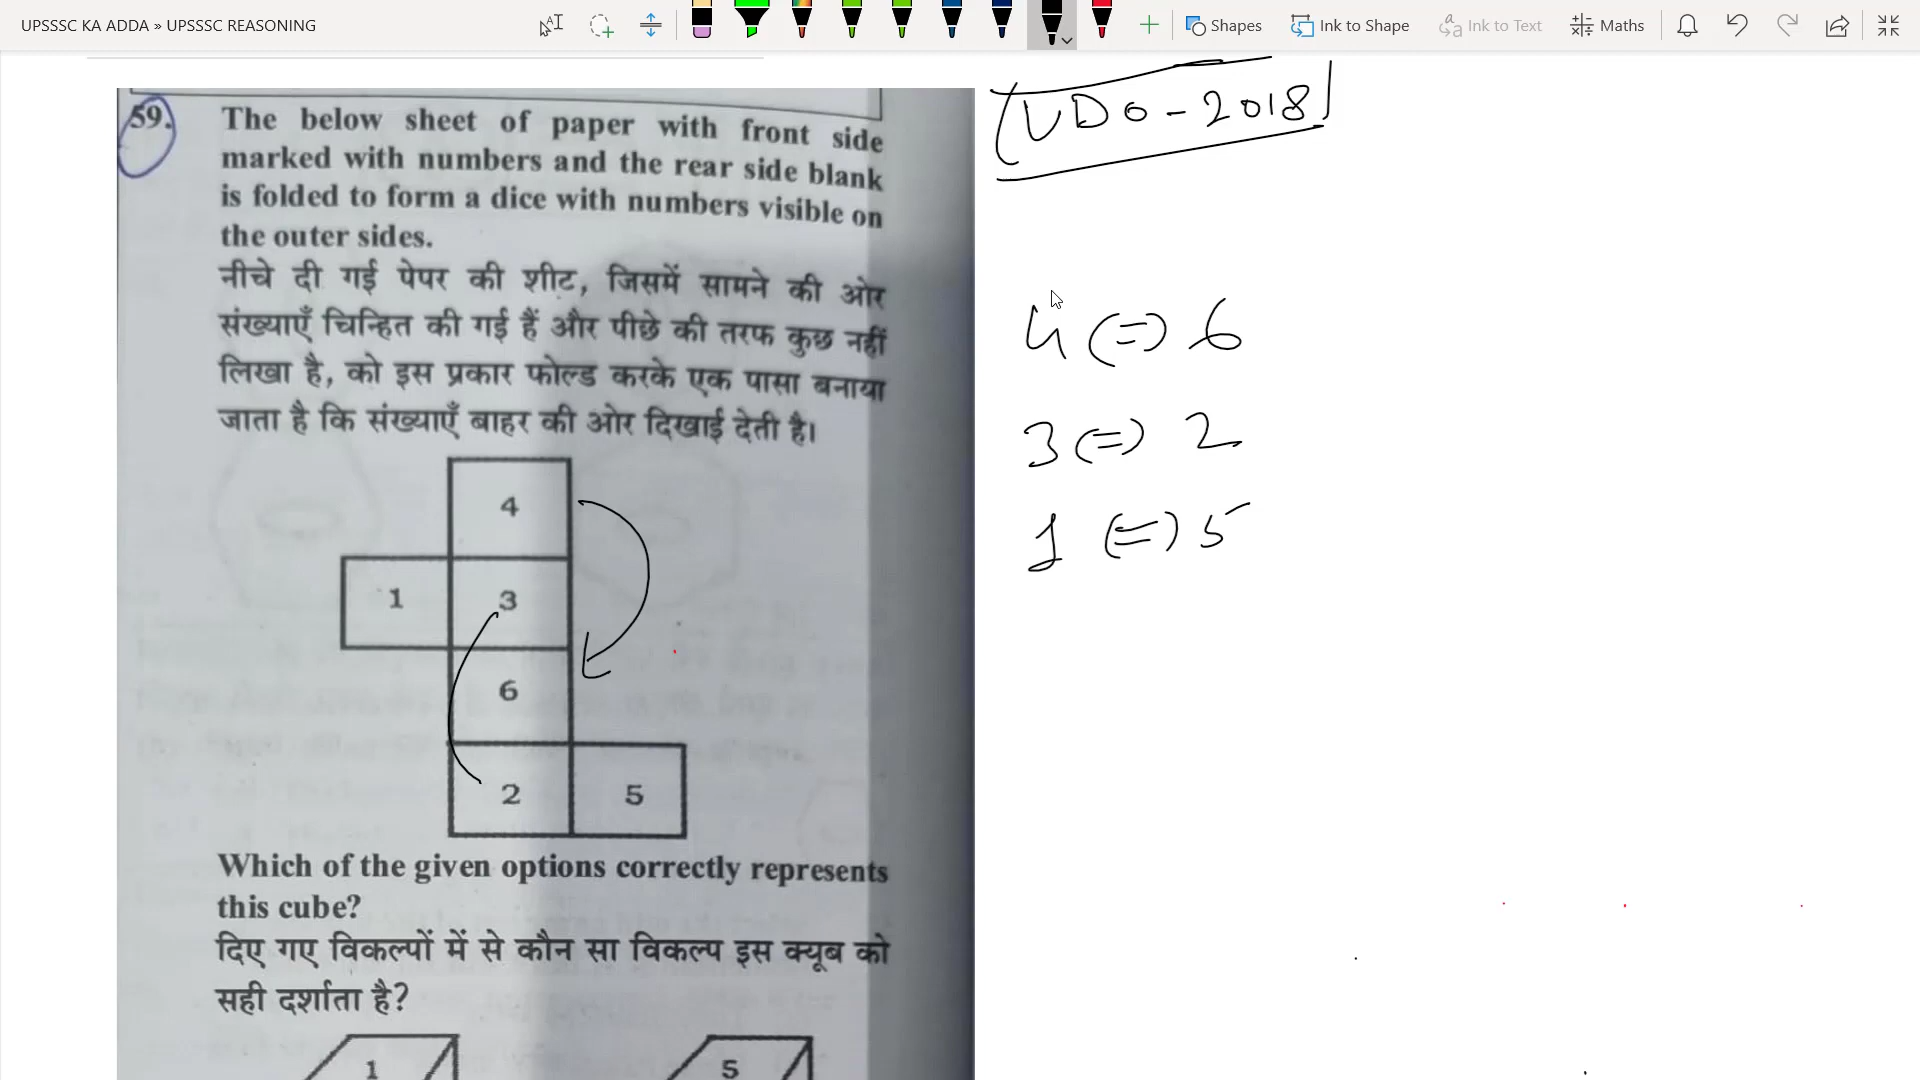 UPSSSC KA ADDA » UPSSSC REASONING
Shapes
Ink to Shape
Ink to Text
Maths
VDO-2018
59. The below sheet of paper with front side
marked with numbers and the rear side blank
is folded to form a dice with numbers visible on
the outer sides.
नीचे दी गई पेपर की शीट, जिसमें सामने की ओर
संख्याएँ चिन्हित की गई हैं और पीछे की तरफ कुछ नहीं
लिखा है, को इस प्रकार फोल्ड करके एक पासा बनाया
जाता है कि संख्याएँ बाहर की ओर दिखाई देती है।
4
1 3
6
2 5
Which of the given options correctly represents
this cube?
दिए गए विकल्पों में से कौन सा विकल्प इस क्यूब को
सही दर्शाता है?
1 5
4 (=) 6
3 (=) 2
1 (=) 5